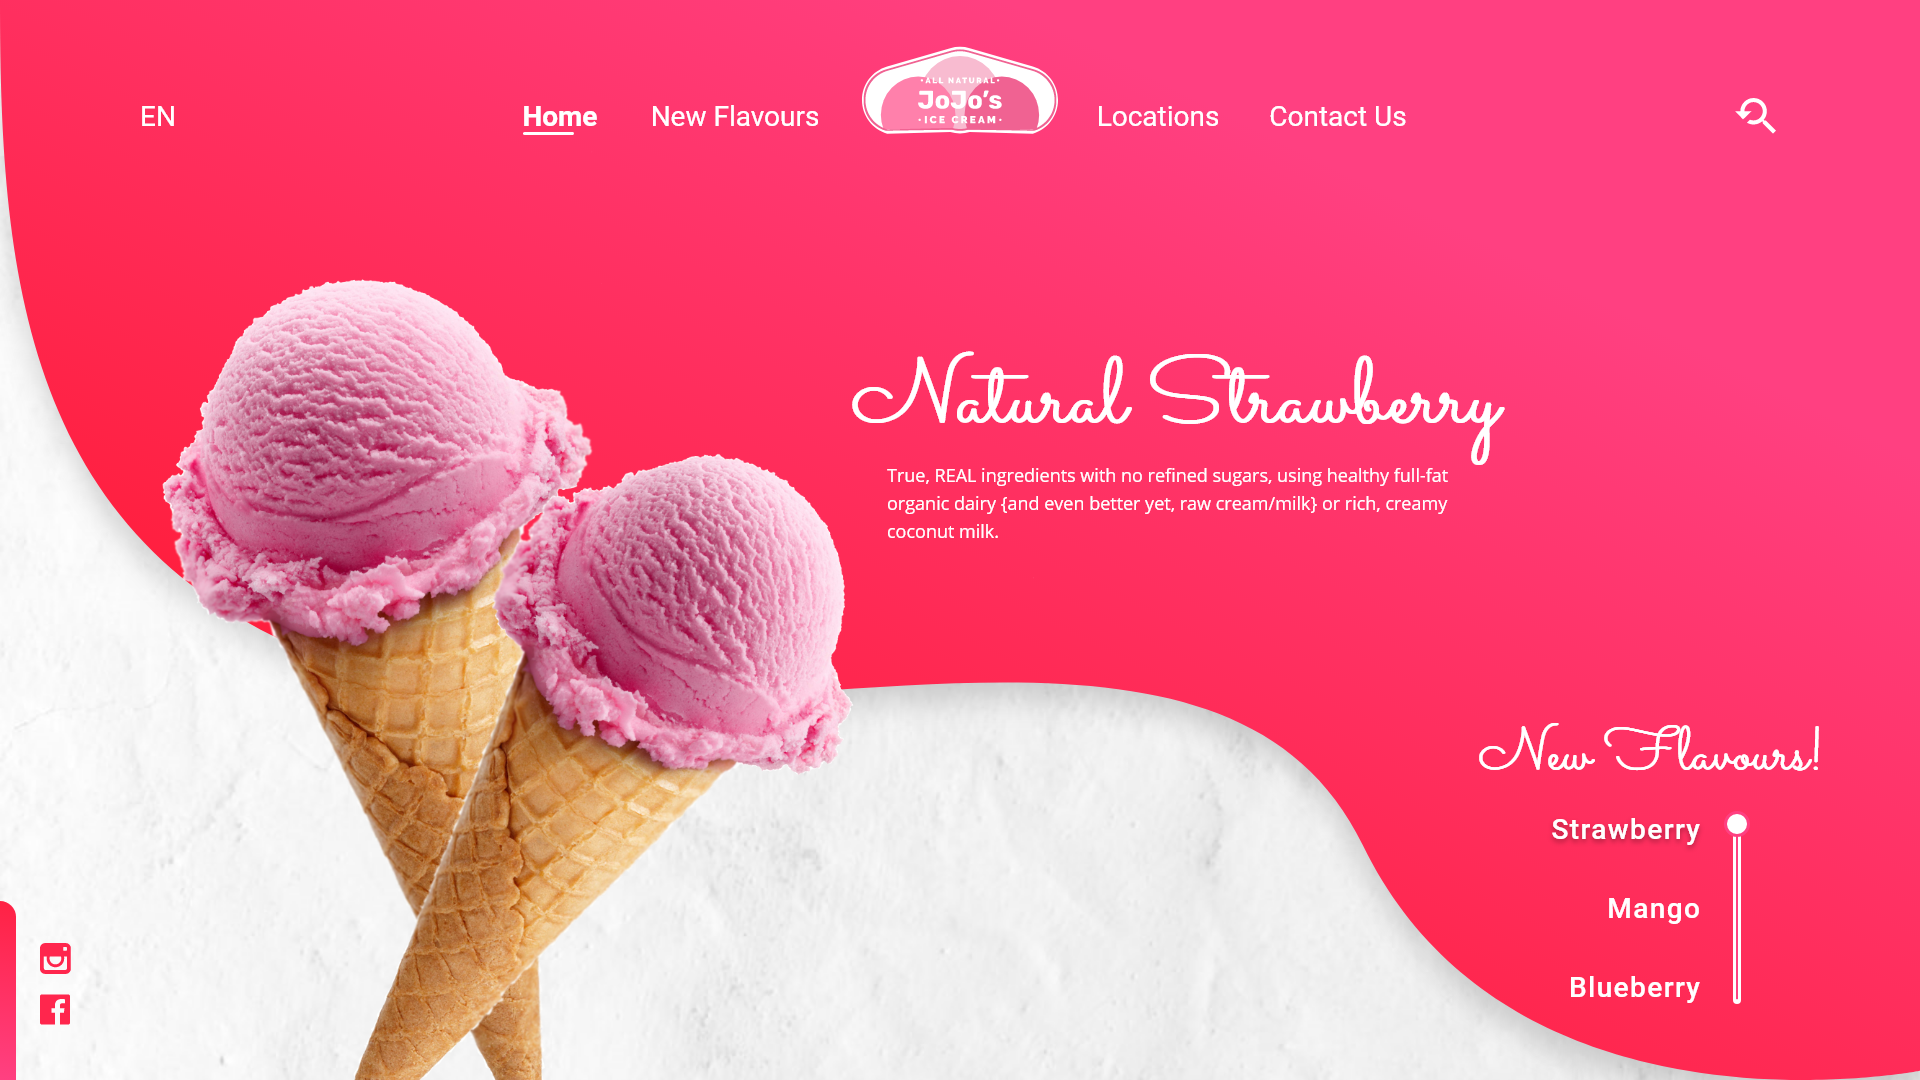 EN
Home
New Flavours
·ALL NATURAL·
JoJo's
·ICE CREAM·
Locations
Contact Us
Natural Strawberry
True, REAL ingredients with no refined sugars, using healthy full-fat
organic dairy {and even better yet, raw cream/milk} or rich, creamy
coconut milk.
New Flavours!
Strawberry
Mango
Blueberry